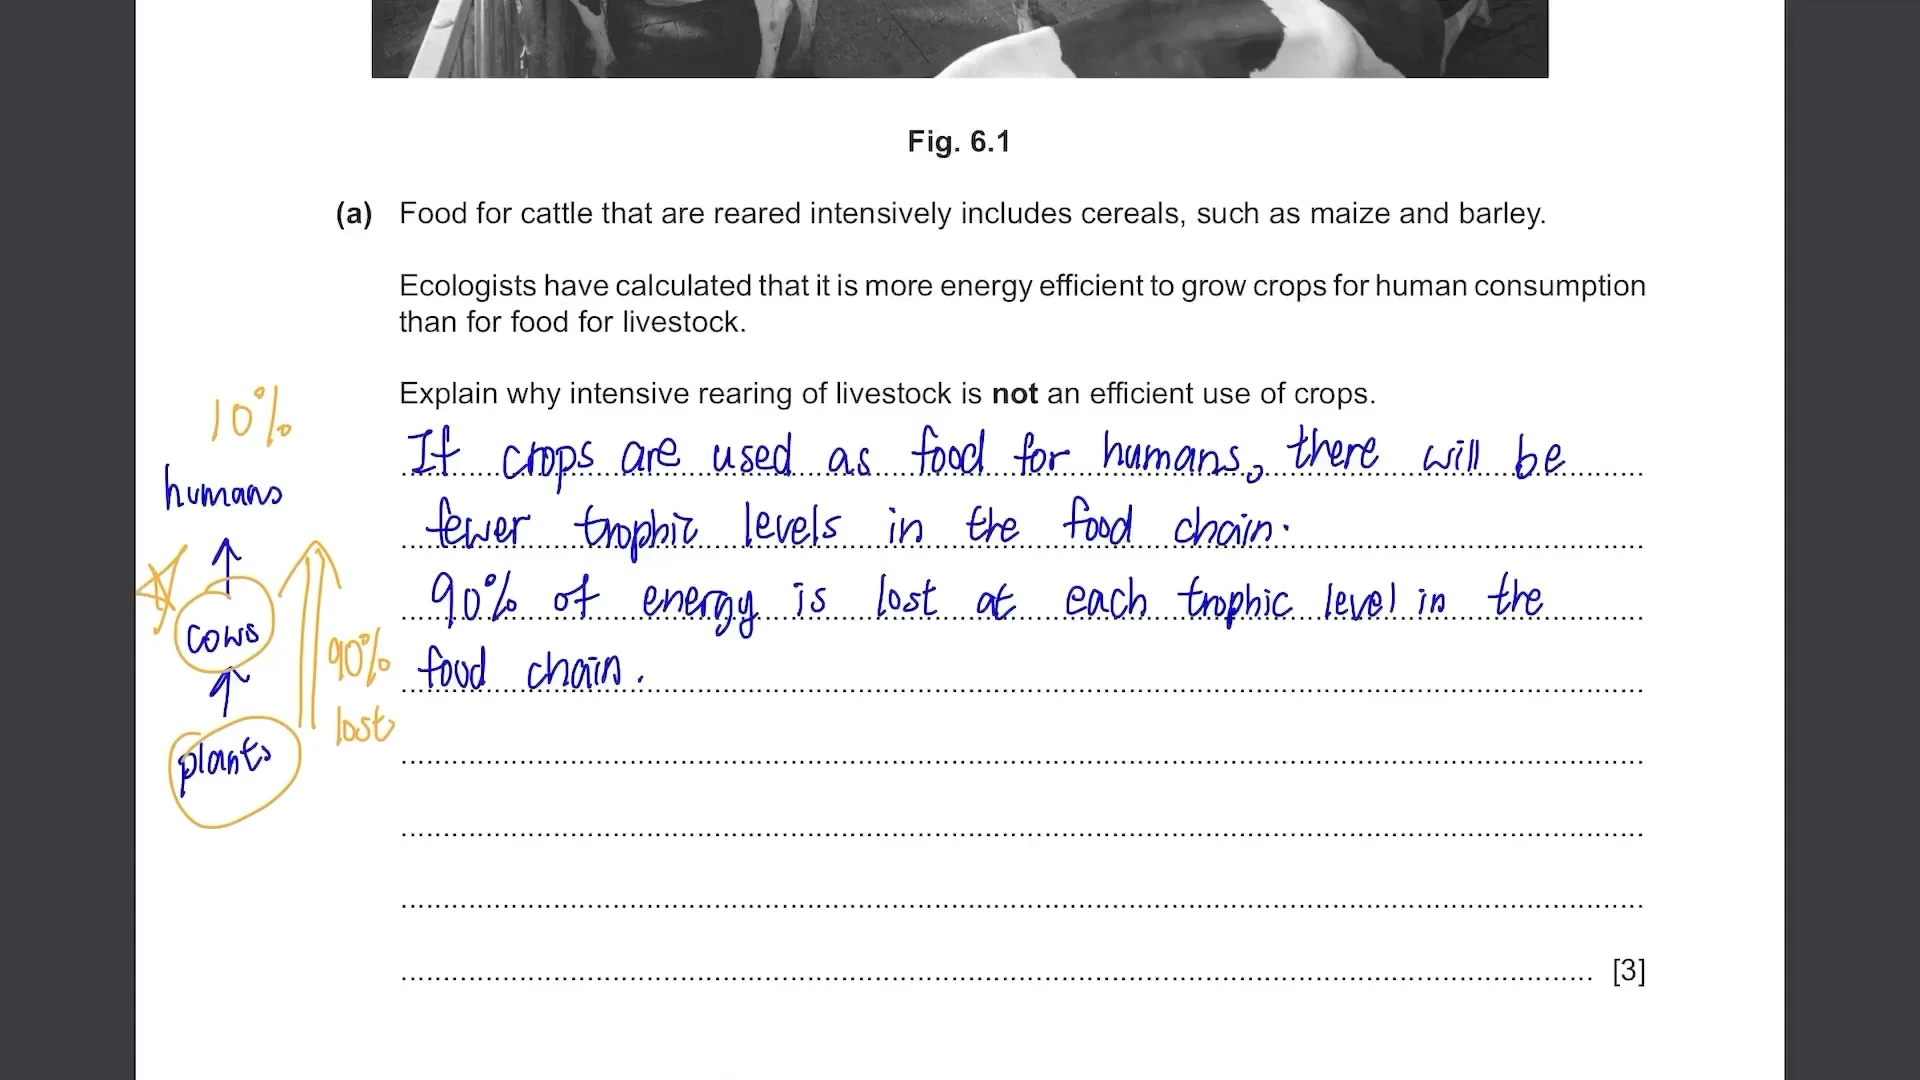 Fig. 6.1
(a) Food for cattle that are reared intensively includes cereals, such as maize and barley.
Ecologists have calculated that it is more energy efficient to grow crops for human consumption
than for food for livestock.
Explain why intensive rearing of livestock is not an efficient use of crops.
If crops are used as food for humans, there will be
fewer trophic levels in the food chain.
90% of energy is lost at each trophic level in the
food chain.
[3]
10%
humans
cows
90%
lost
plants